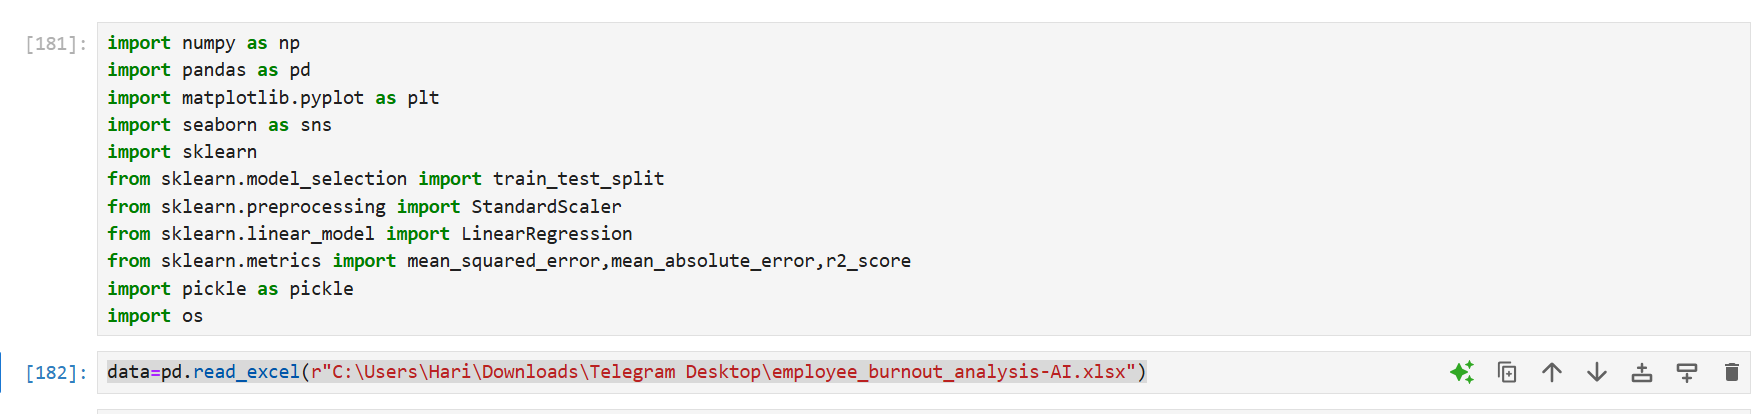 [181]:
import numpy as np
import pandas as pd
import matplotlib.pyplot as plt
import seaborn as sns
import sklearn
from sklearn.model_selection import train_test_split
from sklearn.preprocessing import StandardScaler
from sklearn.linear_model import LinearRegression
from sklearn.metrics import mean_squared_error,mean_absolute_error,r2_score
import pickle as pickle
import os
[182]:
data=pd.read_excel(r"C:\Users\Hari\Downloads\Telegram Desktop\employee_burnout_analysis-AI.xlsx")